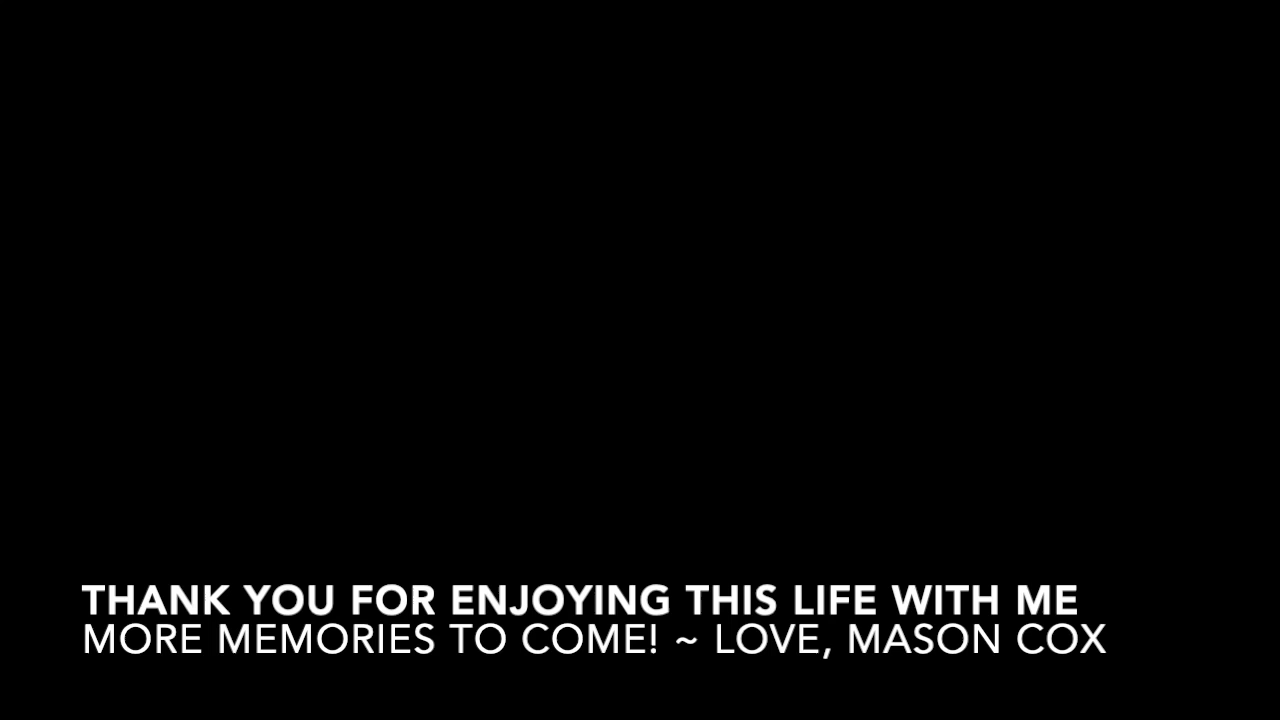 THANK YOU FOR ENJOYING THIS LIFE WITH ME
MORE MEMORIES TO COME! ~ LOVE, MASON COX